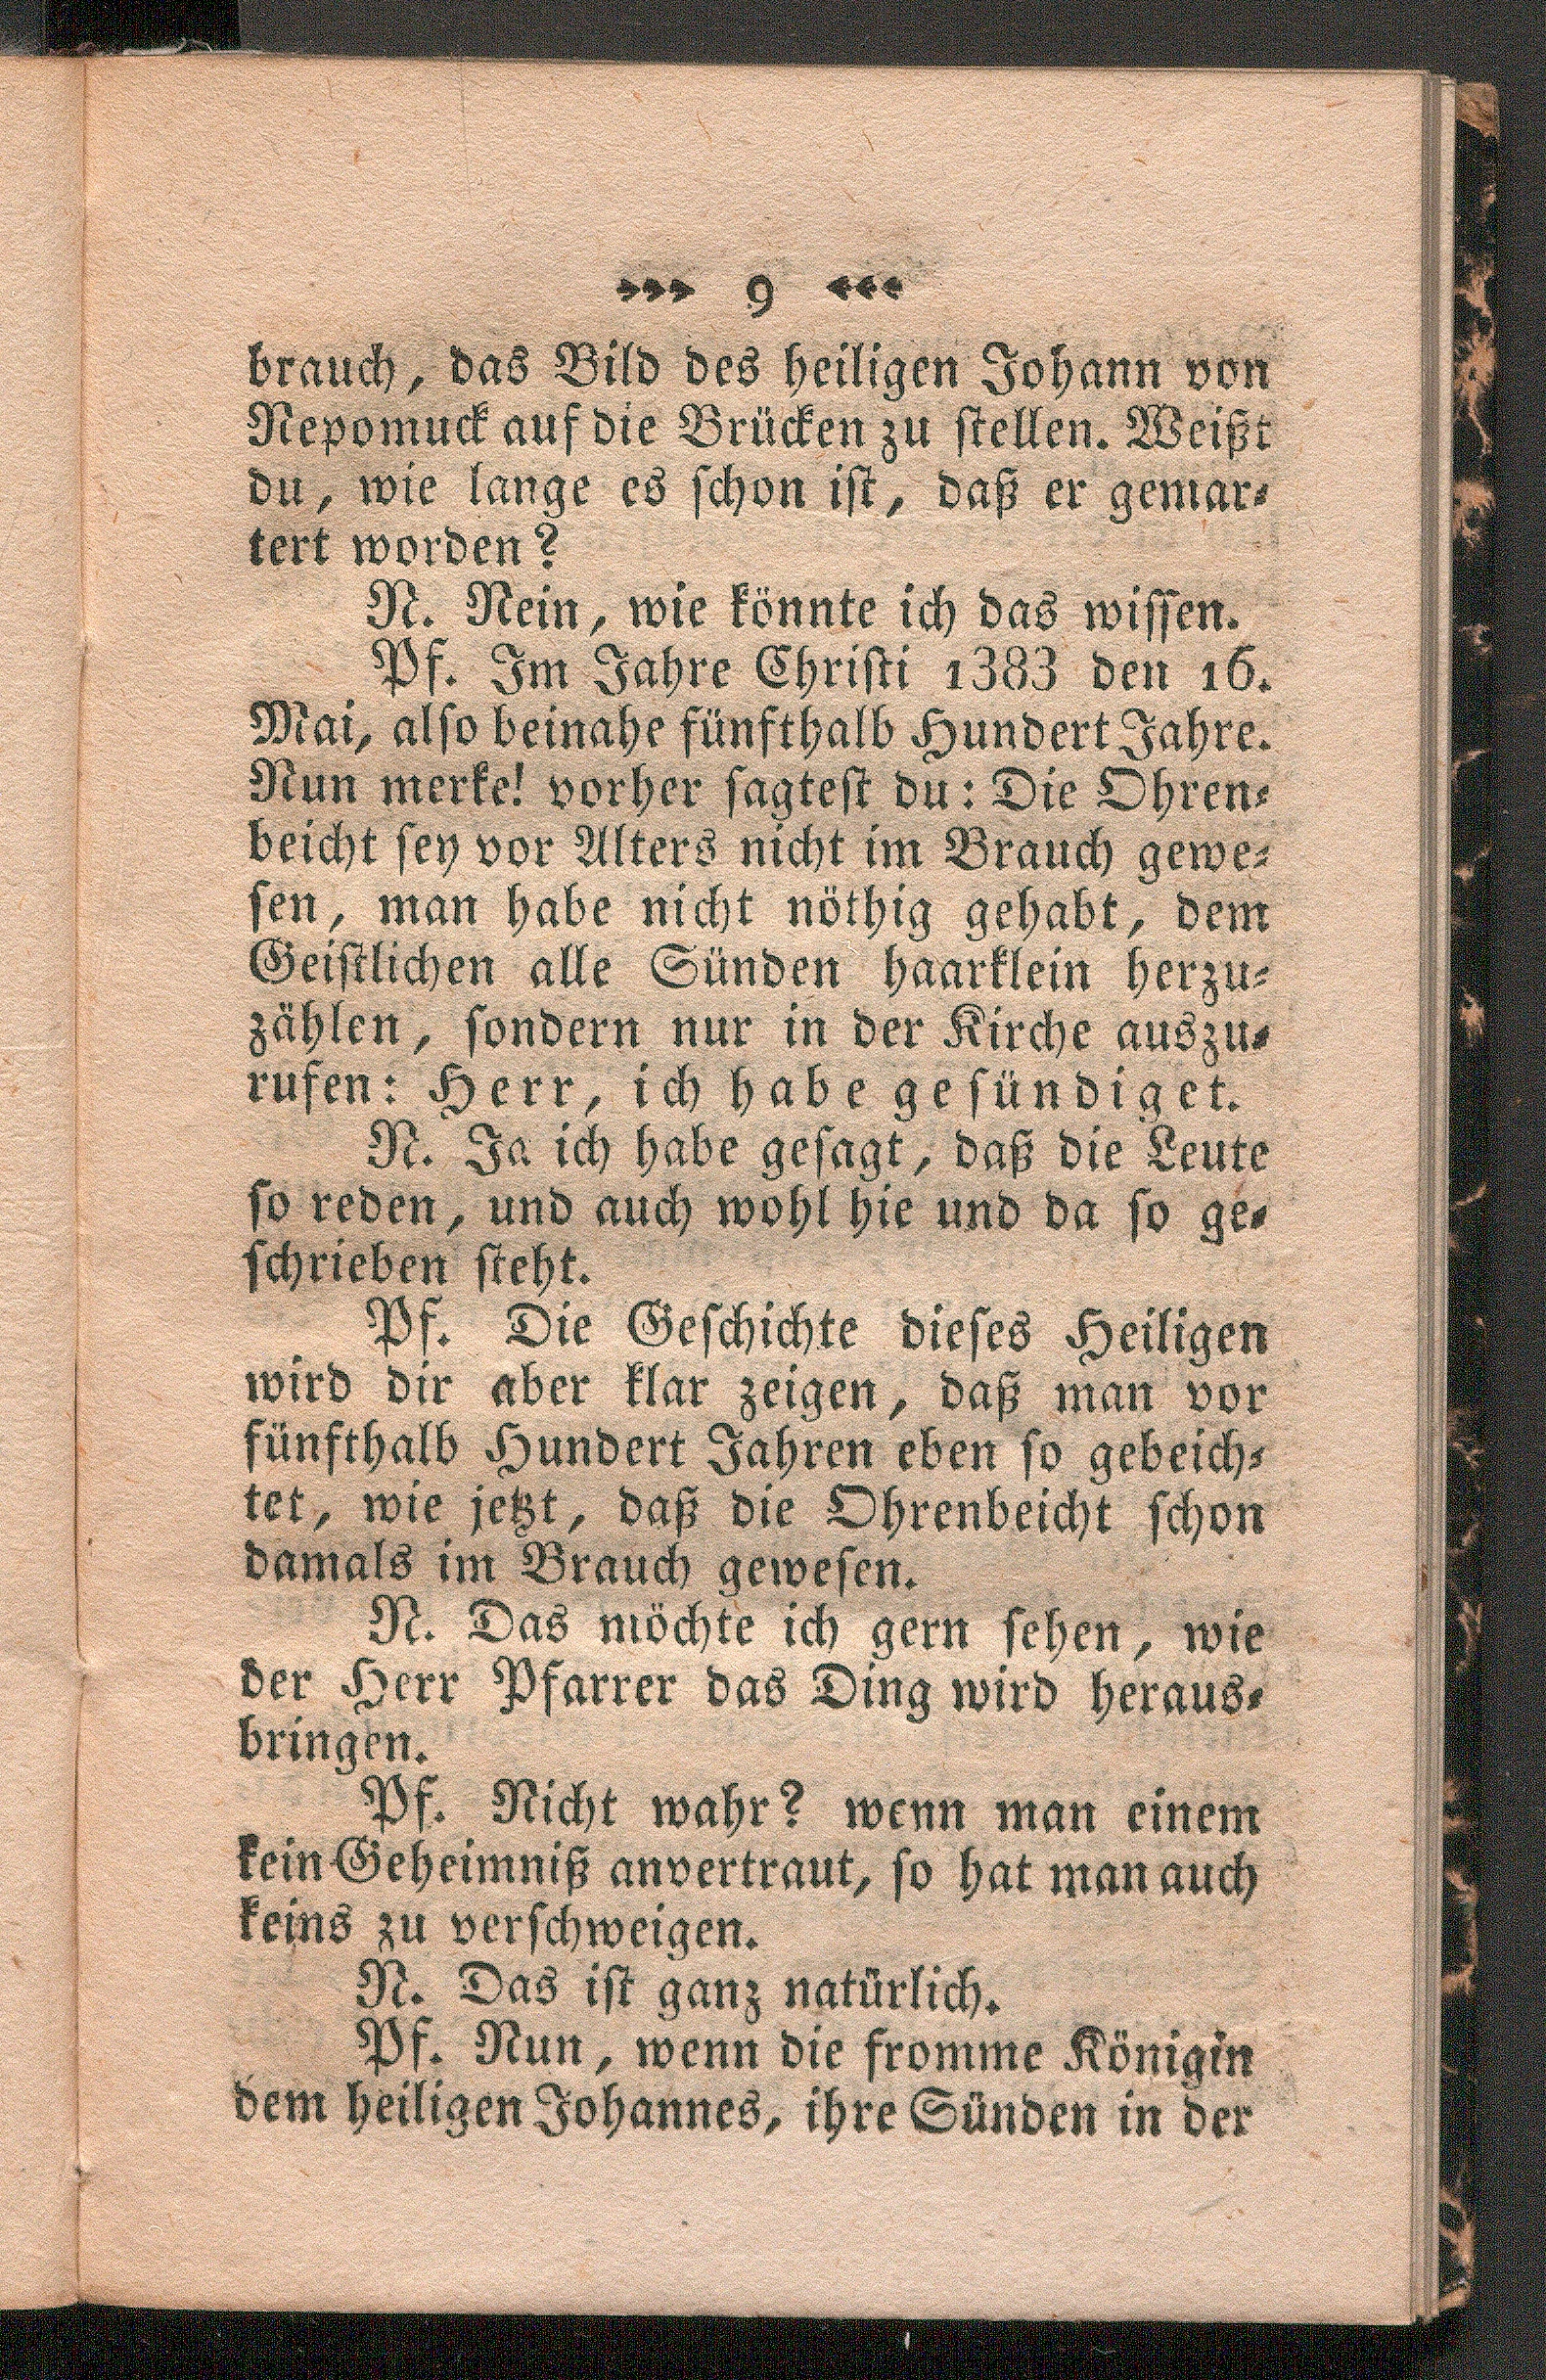 9
brauch, das Bild des heiligen Johann von
Nepomuck auf die Brücken zu stellen. Weißt
du, wie lange es schon ist, daß er gemar-
tert worden?
N. Nein, wie könnte ich das wissen.
Pf. Im Jahre Christi 1383 den 16.
Mai, also beinahe fünfthalb Hundert Jahre.
Nun merke! vorher sagtest du: Die Ohren-
beicht sey vor Alters nicht im Brauch gewe-
sen, man habe nicht nöthig gehabt, dem
Geistlichen alle Sünden haarklein herzu-
zählen, sondern nur in der Kirche auszu-
rufen: Herr, ich habe gesündiget.
N. Ja ich habe gesagt, daß die Leute
so reden, und auch wohl hie und da so ge-
schrieben steht.
Pf. Die Geschichte dieses Heiligen
wird dir aber klar zeigen, daß man vor
fünfthalb Hundert Jahren eben so gebeich-
tet, wie jetzt, daß die Ohrenbeicht schon
damals im Brauch gewesen.
N. Das möchte ich gern sehen, wie
der Herr Pfarrer das Ding wird heraus-
bringen.
Pf. Nicht wahr? wenn man einem
kein Geheimniß anvertraut, so hat man auch
keins zu verschweigen.
N. Das ist ganz natürlich.
Pf. Nun, wenn die fromme Königin
dem heiligen Johannes, ihre Sünden in der